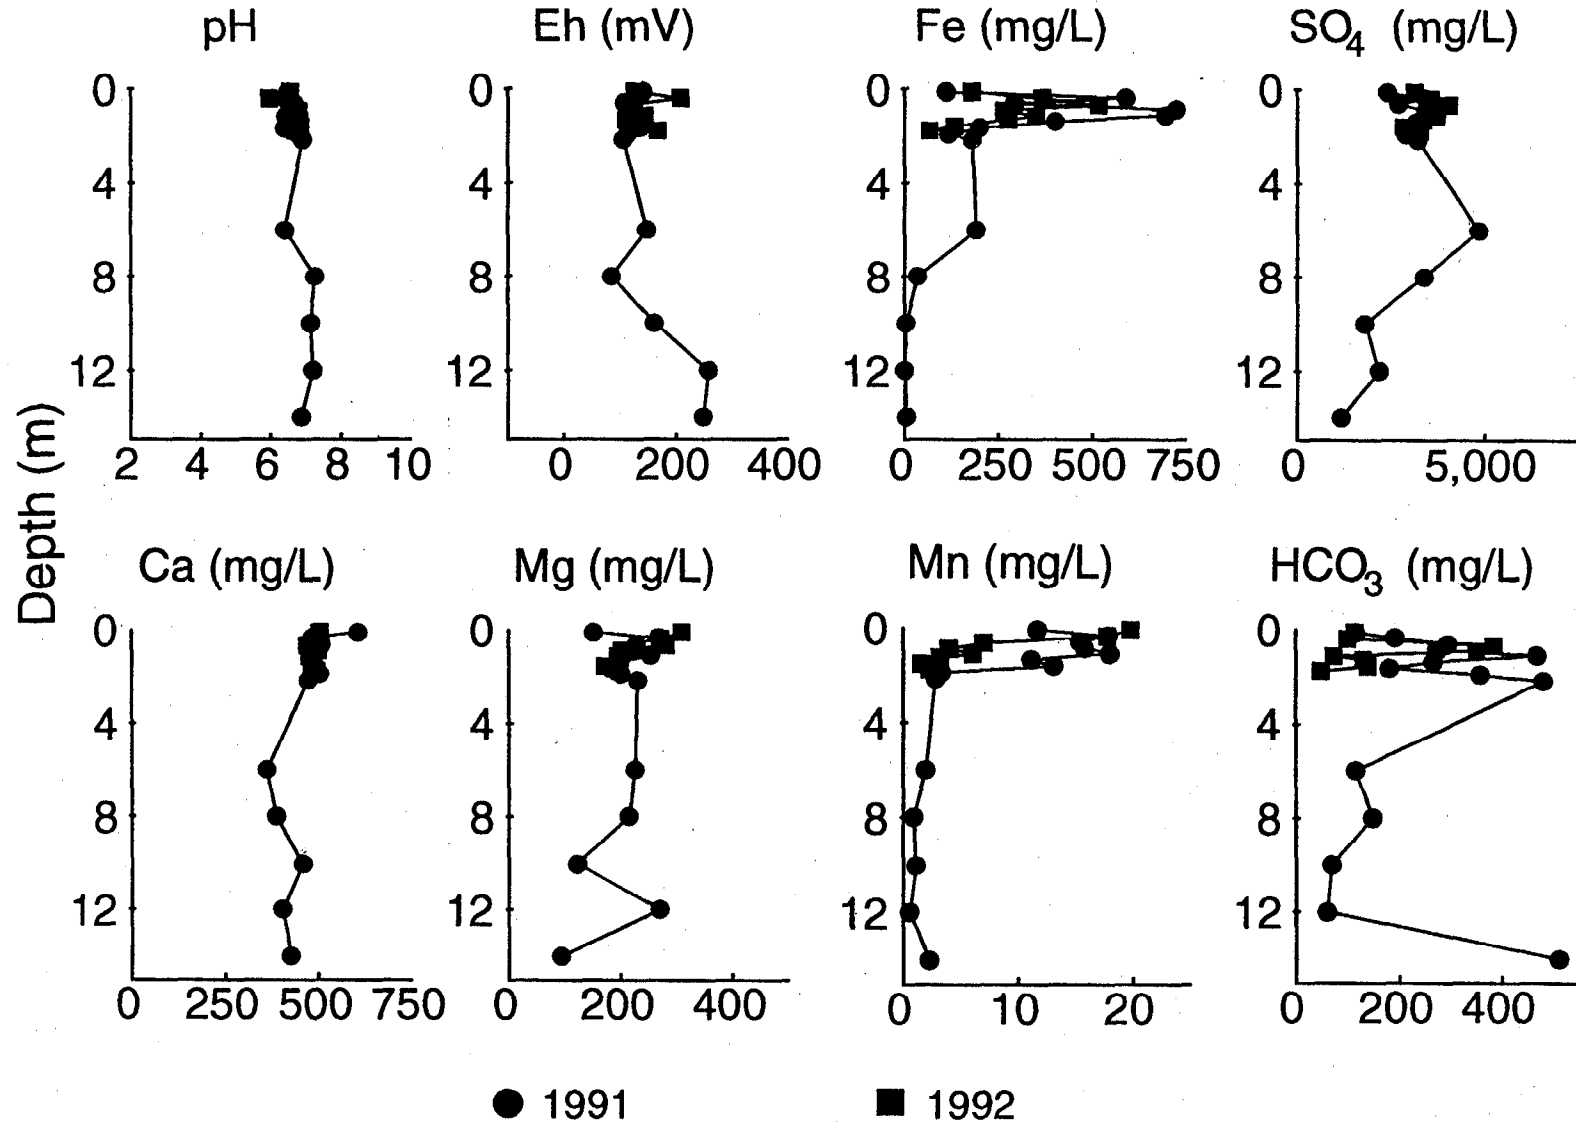 pH Eh (mV) Fe (mg/L) SO4 (mg/L)
0 0 0 0
4 4 4 4
8 8 8 8
12 12 12 12
2 4 6 8 10 0 200 400 0 250 500 750 0 5,000
Depth (m)
Ca (mg/L) Mg (mg/L) Mn (mg/L) HCO3 (mg/L)
0 0 0 0
4 4 4 4
8 8 8 8
12 12 12 12
0 250 500 750 0 200 400 0 10 20 0 200 400
1991 1992